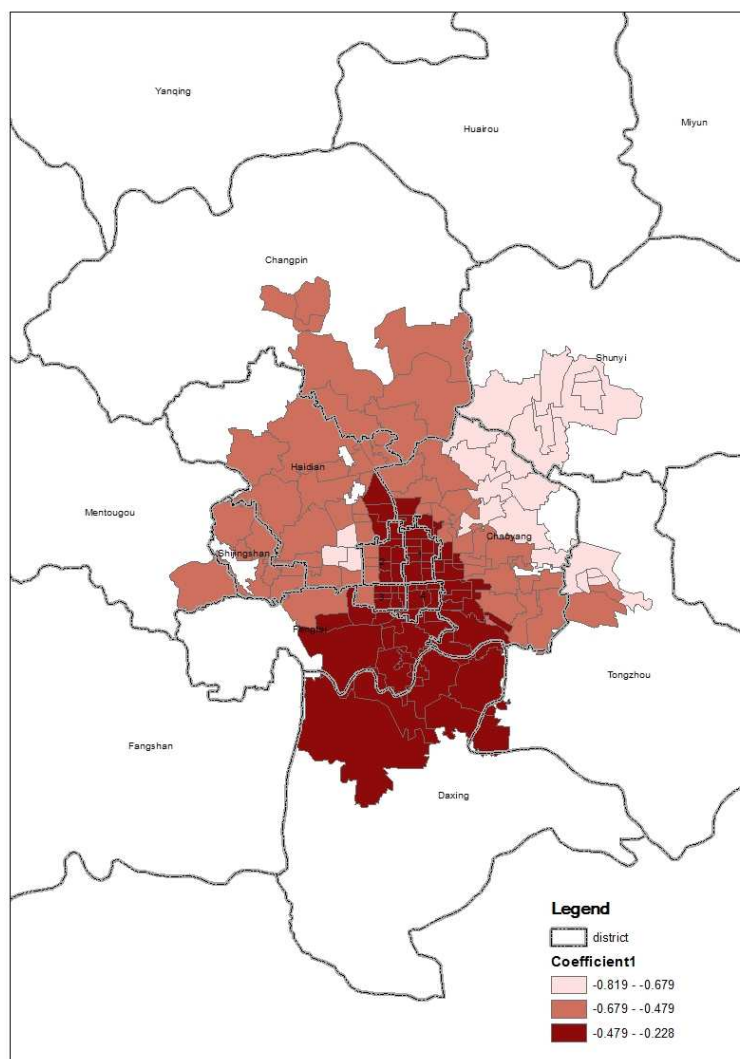 Yanqing
Huairou
Miyun
Changpin
Shunyi
Haidian
Mentougou
Chaoyang
Shijingshan
Tongzhou
Fangshan
Daxing
Legend
district
Coefficient1
-0.819 - -0.679
-0.679 - -0.479
-0.479 - -0.228